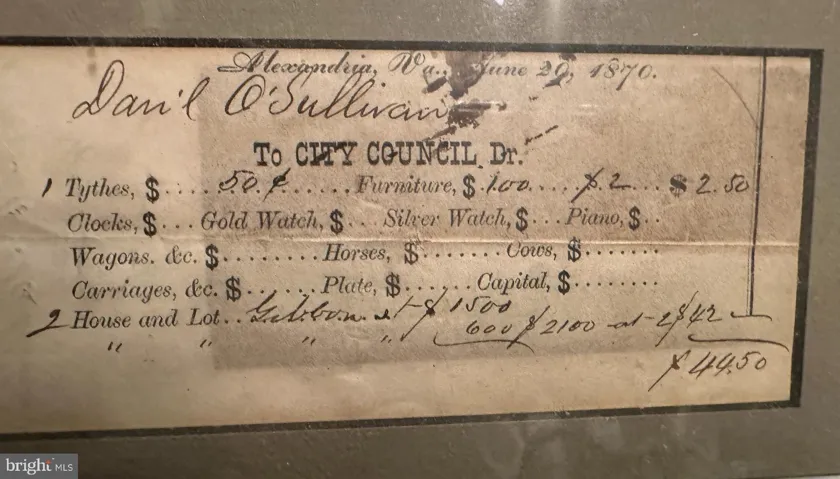 Alexandria, Va., June 29, 1870.
Dan'l O'Sullivan
To CITY COUNCIL Dr.
1 Tythes, $.... 50.¢...... Furniture, $.100.... $.2... $ 2.50
Clocks, $... Gold Watch, $... Silver Watch, $... Piano, $..
Wagons. &c. $........ Horses, $....... Cows, $.......
Carriages, &c. $....... Plate, $...... Capital, $........
2 House and Lot.. Gibbon st $ 1500
600 $ 2100 at 2 $42
" " " "
$ 44.50
bright MLS